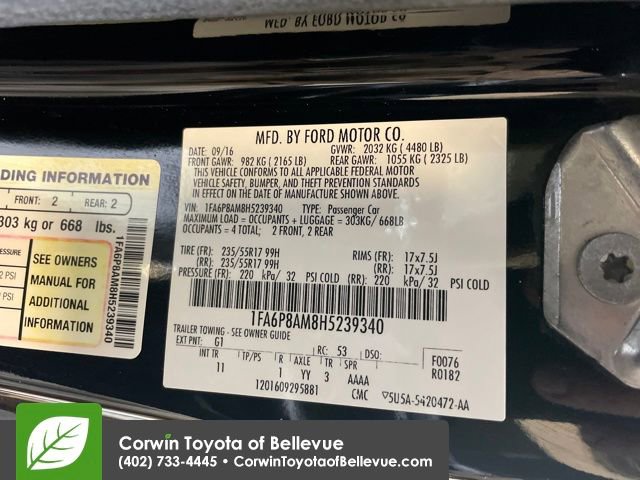 MFD. BY FORD MOTOR CO.
MFD. BY FORD MOTOR CO.
DATE: 09/16 GVWR: 2032 KG ( 4480 LB)
FRONT GAWR: 982 KG ( 2165 LB) REAR GAWR: 1055 KG ( 2325 LB)
THIS VEHICLE CONFORMS TO ALL APPLICABLE FEDERAL MOTOR
VEHICLE SAFETY, BUMPER, AND THEFT PREVENTION STANDARDS
IN EFFECT ON THE DATE OF MANUFACTURE SHOWN ABOVE.
VIN: 1FA6P8AM8H5239340 TYPE: Passenger Car
MAXIMUM LOAD = OCCUPANTS + LUGGAGE = 303KG/ 668LB
OCCUPANTS = 4 TOTAL; 2 FRONT, 2 REAR
TIRE (FR): 235/55R17 99H RIMS (FR): 17x7.5J
(RR): 235/55R17 99H (RR): 17x7.5J
PRESSURE (FR): 220 kPa/ 32 PSI COLD (RR): 220 kPa/ 32 PSI COLD
1FA6P8AM8H5239340
TRAILER TOWING - SEE OWNER GUIDE
EXT PNT: G1 RC: 53 DSO: F0076
INT TR TP/PS R AXLE TR SPR R0182
11 1 YY 3 AAAA
1201609295881 CMC 5U5A-5420472-AA
DING INFORMATION
FRONT: 2 REAR: 2
303 kg or 668 lbs.
PRESSURE
PSI
PSI
SEE OWNERS
MANUAL FOR
ADDITIONAL
INFORMATION
1FA6P8AM8H5239340
Corwin Toyota of Bellevue
(402) 733-4445 • CorwinToyotaofBellevue.com